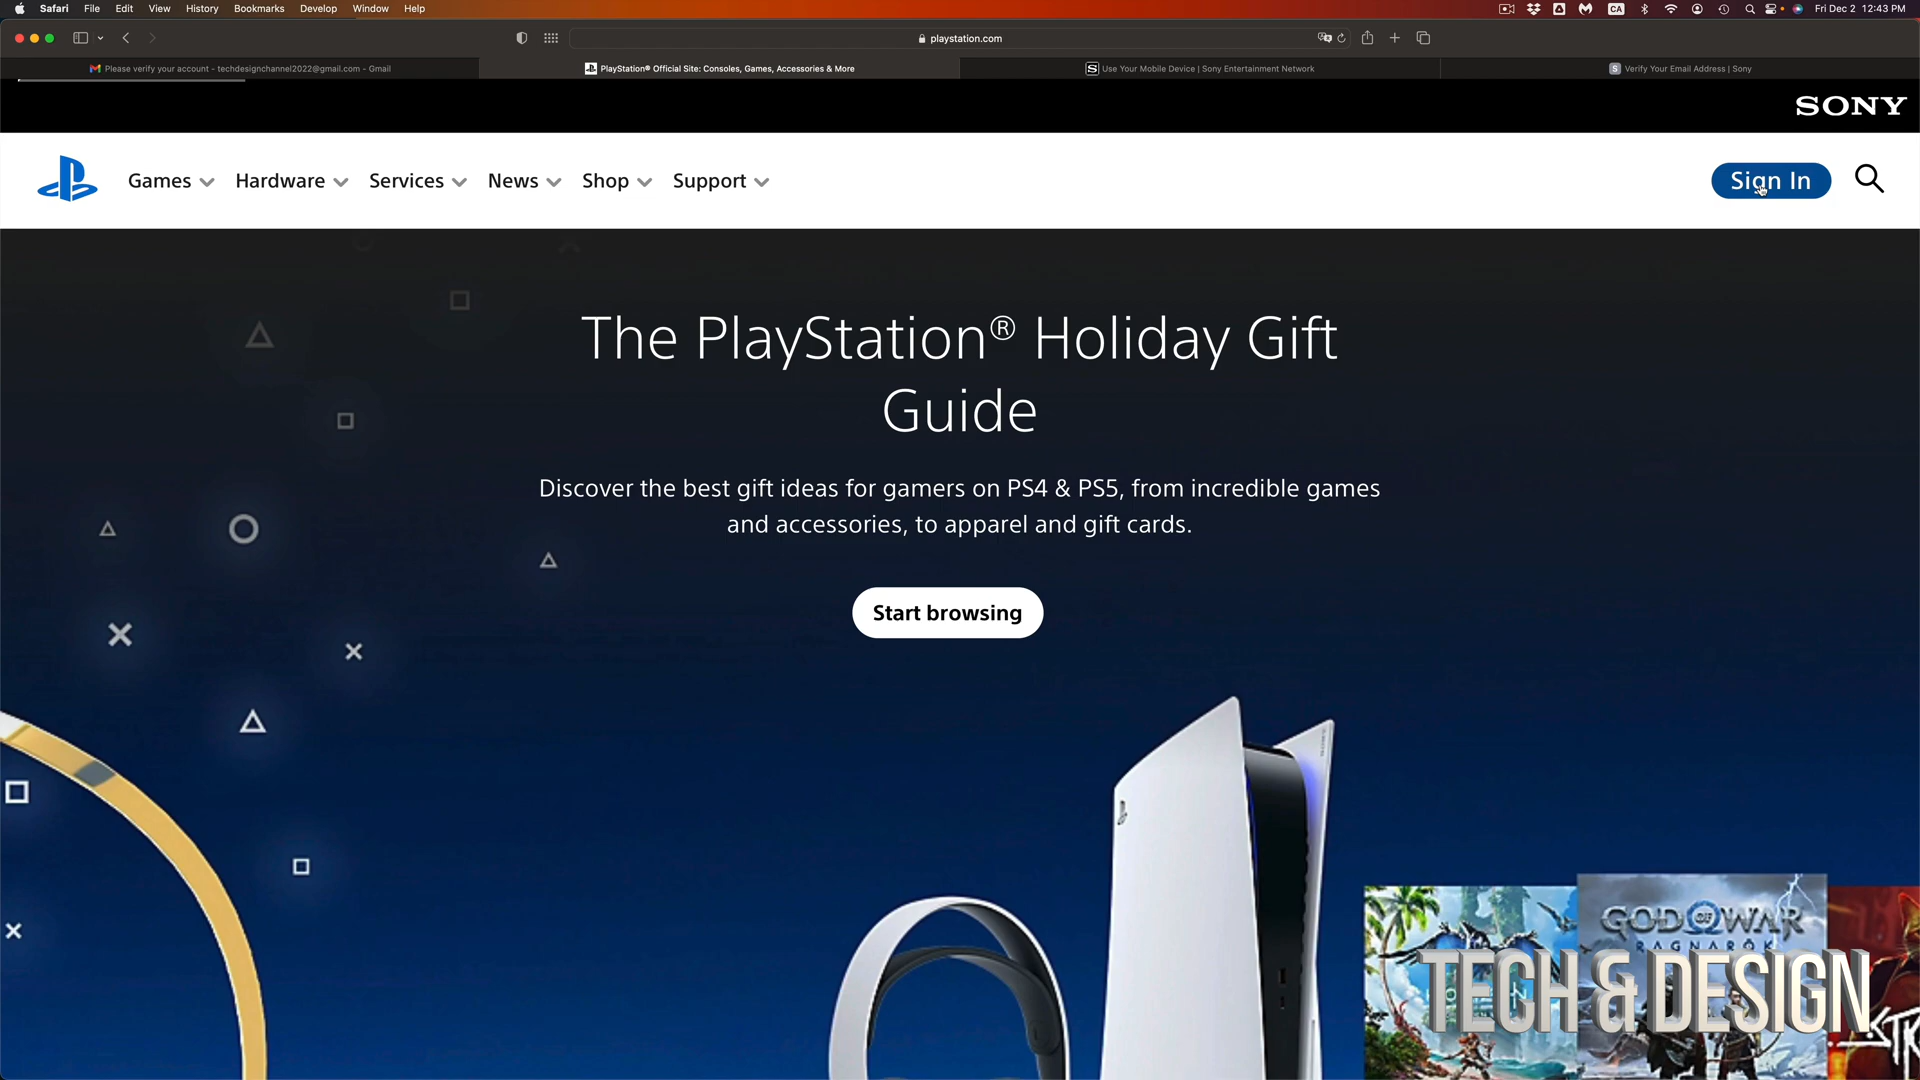 Safari File Edit View History Bookmarks Develop Window Help
CA
Fri Dec 2 12:43 PM
playstation.com
Please verify your account - techdesignchannel2022@gmail.com - Gmail
PlayStation® Official Site: Consoles, Games, Accessories & More
S Use Your Mobile Device | Sony Entertainment Network
S Verify Your Email Address | Sony
SONY
Games Hardware Services News Shop Support
Sign In
The PlayStation® Holiday Gift
Guide
Discover the best gift ideas for gamers on PS4 & PS5, from incredible games
and accessories, to apparel and gift cards.
Start browsing
GOD OF WAR
RAGNARÖK
TECH & DESIGN